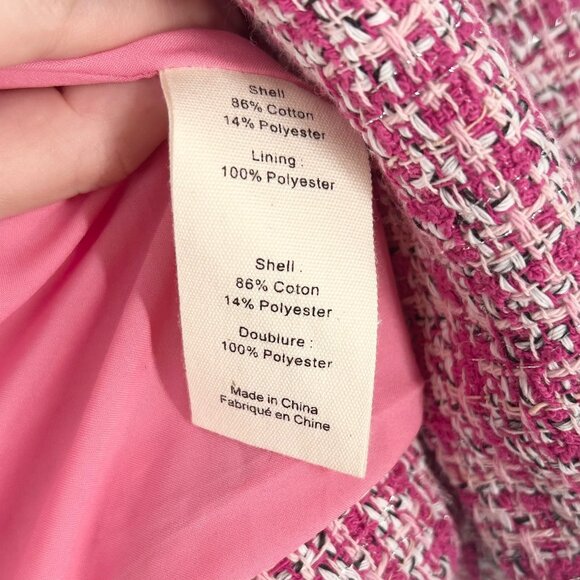 Shell
86% Cotton
14% Polyester
Lining :
100% Polyester
Shell .
86% Coton
14% Polyester
Doublure :
100% Polyester
Made in China
Fabriqué en Chine